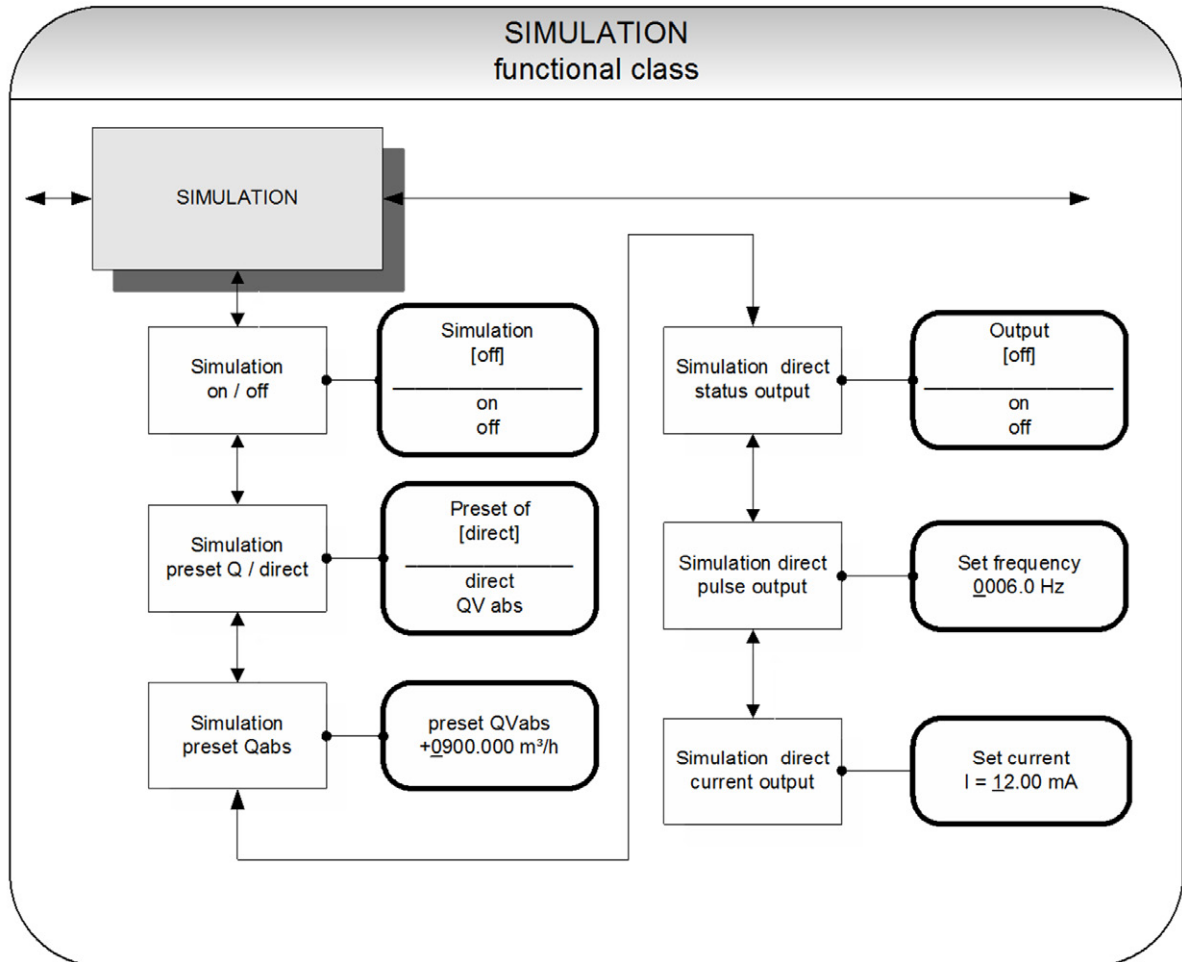 SIMULATION
functional class
SIMULATION
Simulation
on / off
Simulation
[off]
on
off
Simulation
preset Q / direct
Preset of
[direct]
direct
QV abs
Simulation
preset Qabs
preset QVabs
+0900.000 m³/h
Simulation direct
status output
Output
[off]
on
off
Simulation direct
pulse output
Set frequency
0006.0 Hz
Simulation direct
current output
Set current
I = 12.00 mA